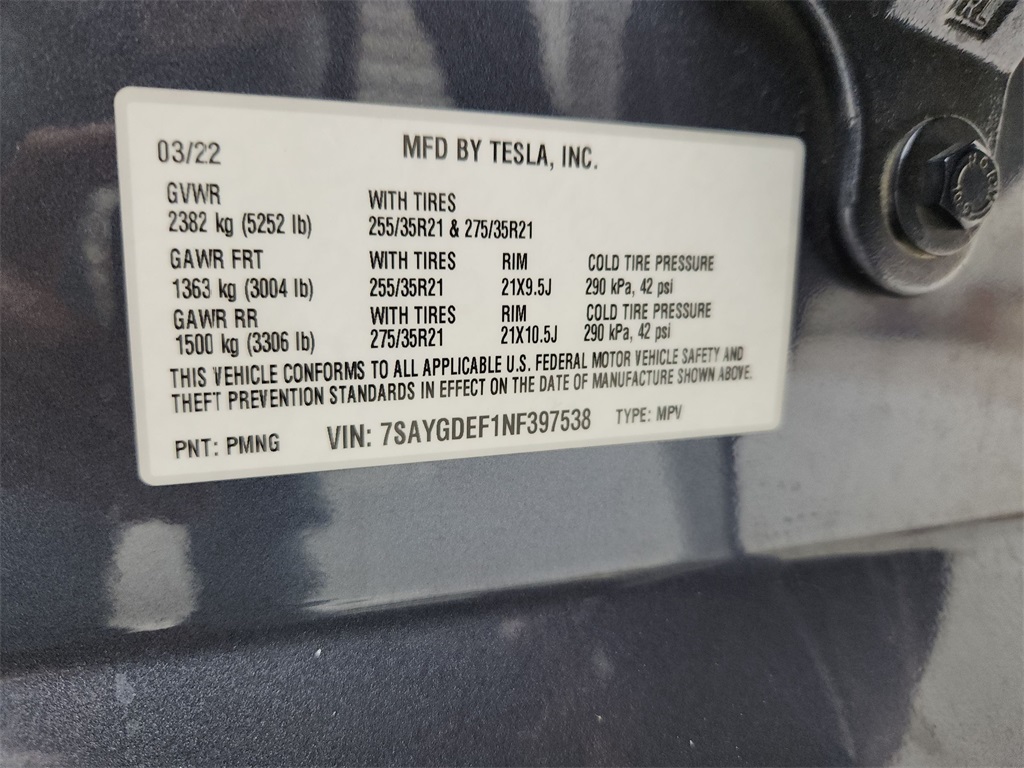 03/22 MFD BY TESLA, INC.
GVWR WITH TIRES
2382 kg (5252 lb) 255/35R21 & 275/35R21
GAWR FRT WITH TIRES RIM COLD TIRE PRESSURE
1363 kg (3004 lb) 255/35R21 21X9.5J 290 kPa, 42 psi
GAWR RR WITH TIRES RIM COLD TIRE PRESSURE
1500 kg (3306 lb) 275/35R21 21X10.5J 290 kPa, 42 psi
THIS VEHICLE CONFORMS TO ALL APPLICABLE U.S. FEDERAL MOTOR VEHICLE SAFETY AND
THEFT PREVENTION STANDARDS IN EFFECT ON THE DATE OF MANUFACTURE SHOWN ABOVE.
PNT: PMNG VIN: 7SAYGDEF1NF397538 TYPE: MPV